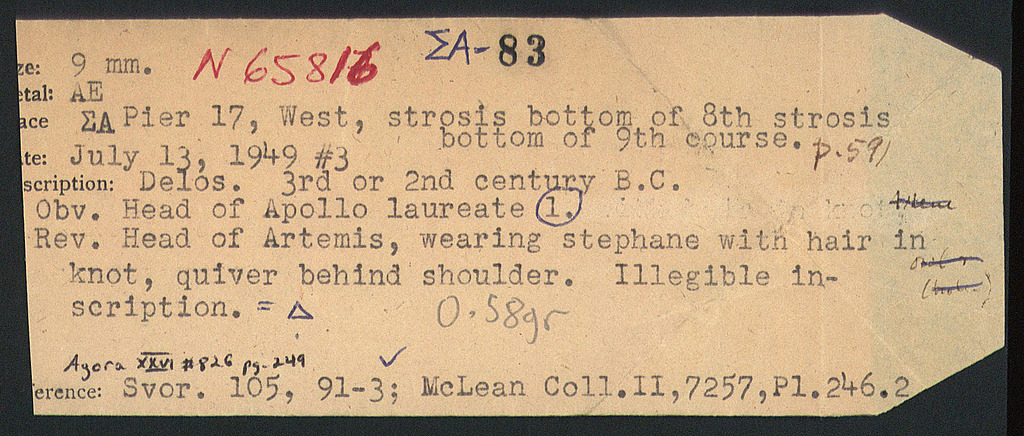 ze: 9 mm. N 65816 ΣA-83
etal: AE
ace ΣA Pier 17, West, strosis bottom of 8th strosis
bottom of 9th course. p.591
te: July 13, 1949 #3
scription: Delos. 3rd or 2nd century B.C.
Obv. Head of Apollo laureate l.
Rev. Head of Artemis, wearing stephane with hair in
knot, quiver behind shoulder. Illegible in-
scription. = Δ 0.58gr
Agora XXVI #826 pg. 249 ✓
erence: Svor. 105, 91-3; McLean Coll.II,7257,Pl.246.2